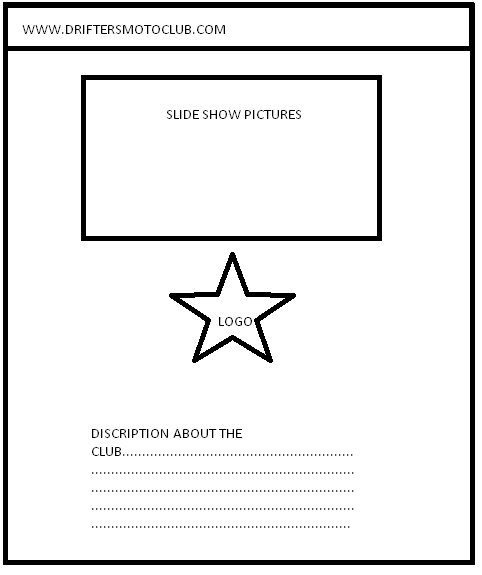 WWW.DRIFTERSMOTOCLUB.COM
SLIDE SHOW PICTURES
LOGO
DISCRIPTION ABOUT THE
CLUB..........................................................
..................................................................
..................................................................
..................................................................
.................................................................